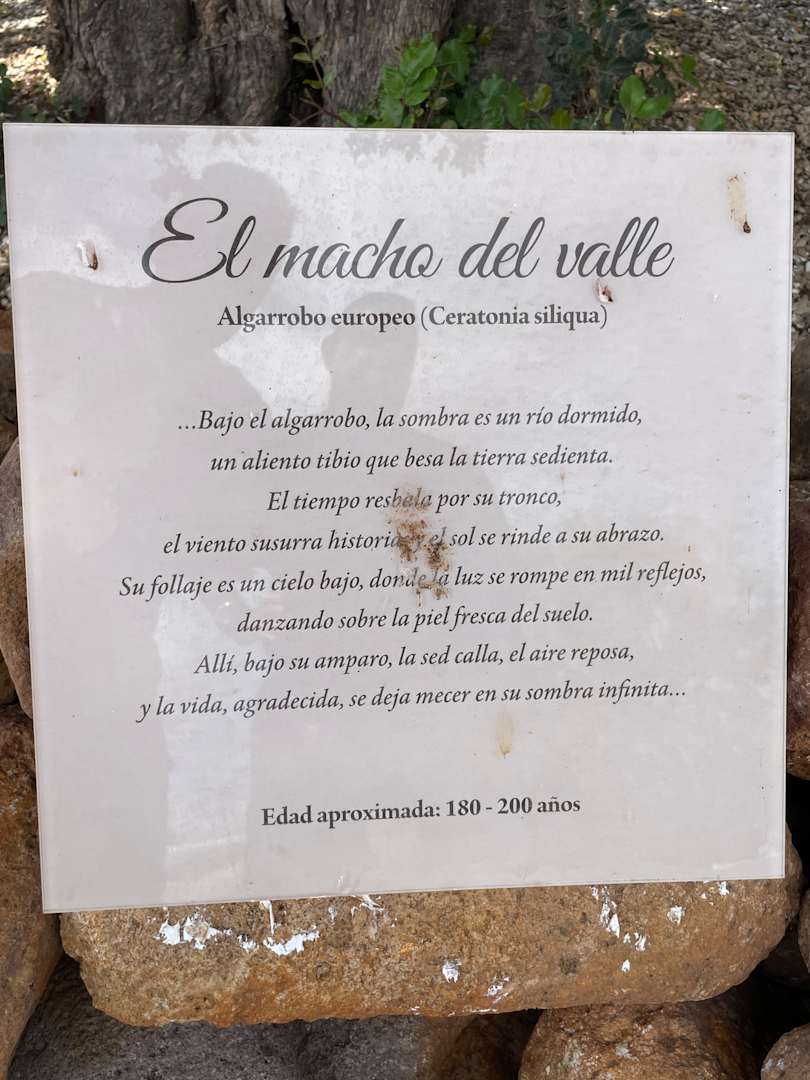 El macho del valle
Algarrobo europeo (Ceratonia siliqua)
...Bajo el algarrobo, la sombra es un río dormido,
un aliento tibio que besa la tierra sedienta.
El tiempo resbala por su tronco,
el viento susurra historias y el sol se rinde a su abrazo.
Su follaje es un cielo bajo, donde la luz se rompe en mil reflejos,
danzando sobre la piel fresca del suelo.
Allí, bajo su amparo, la sed calla, el aire reposa,
y la vida, agradecida, se deja mecer en su sombra infinita...
Edad aproximada: 180 - 200 años